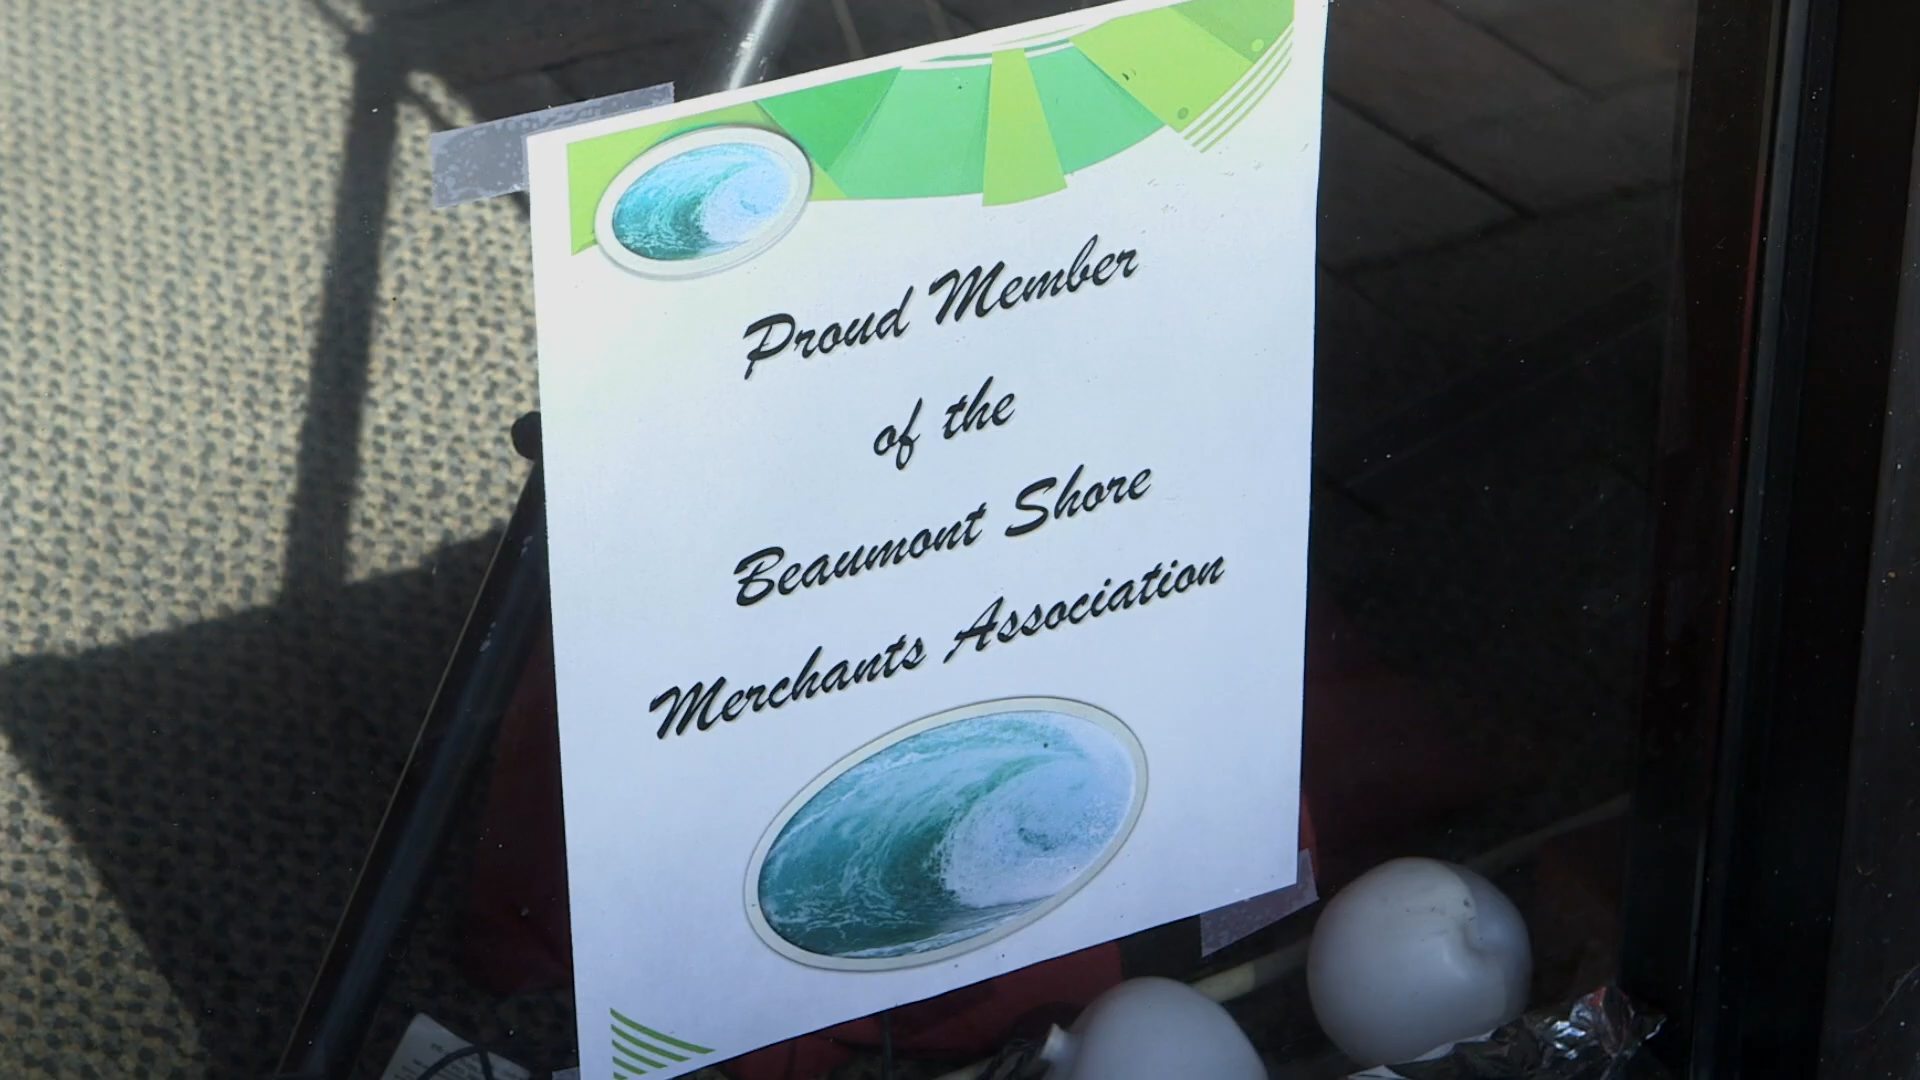 Proud Member
of the
Beaumont Shore
Merchants Association